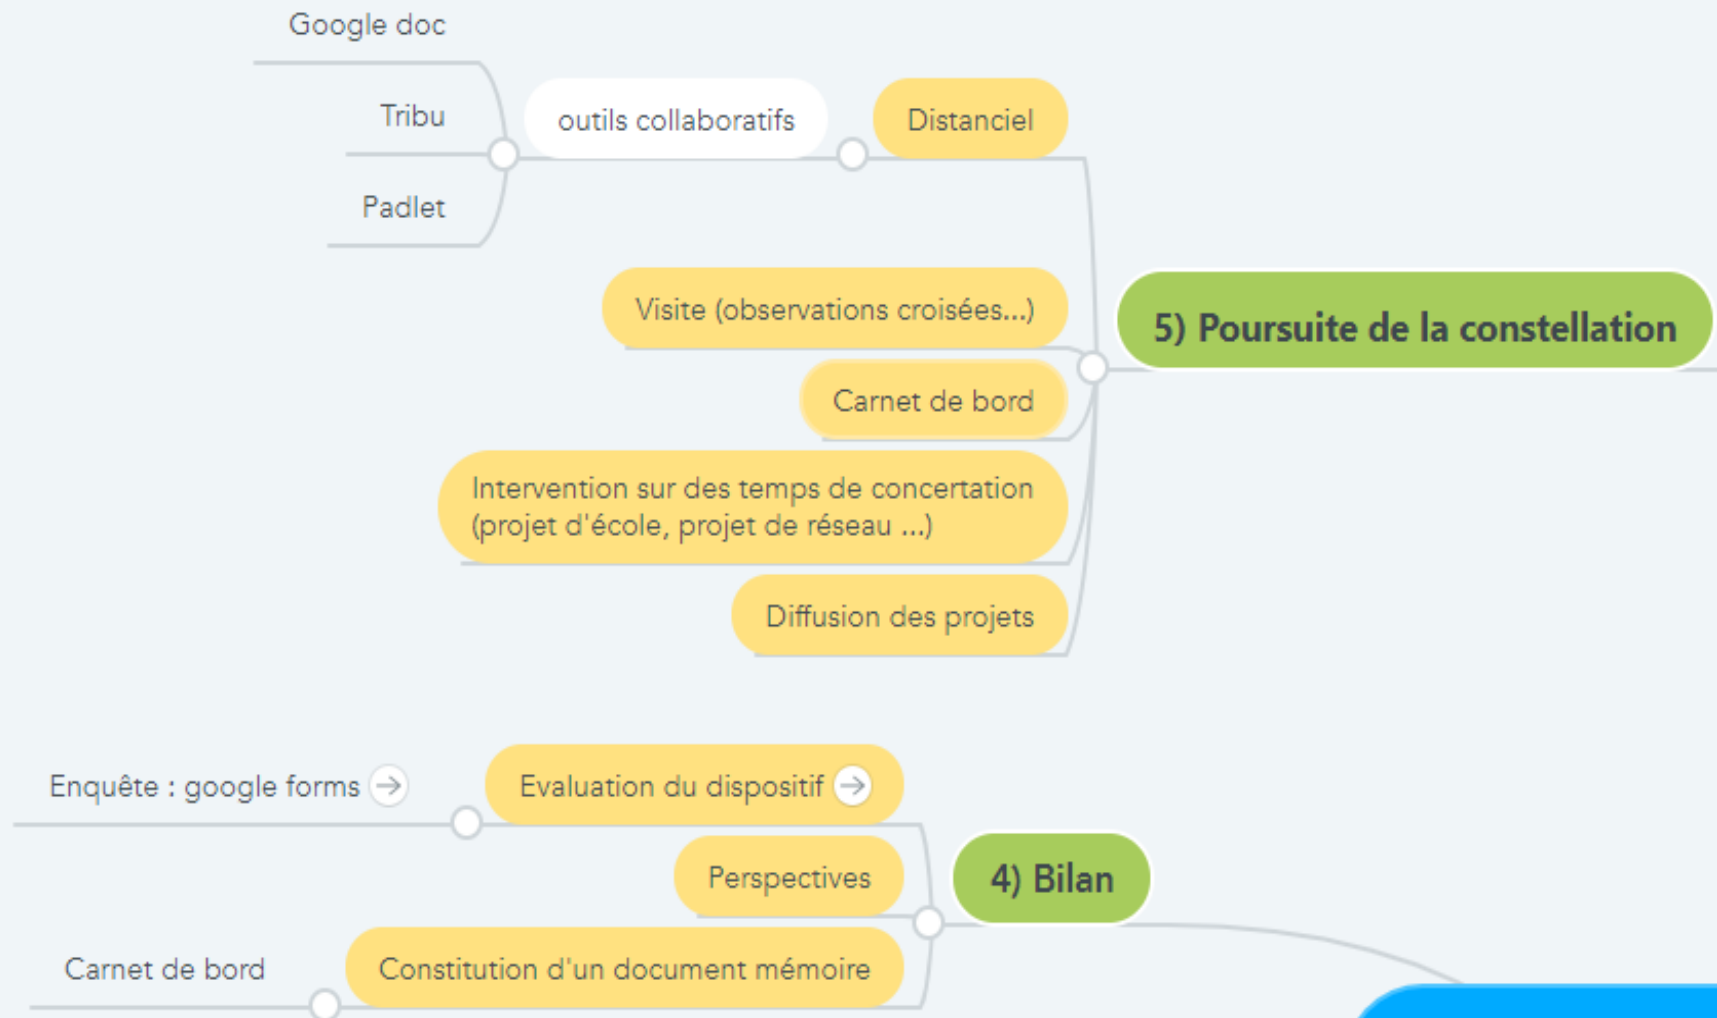 Google doc
Tribu
outils collaboratifs
Distanciel
Padlet
Visite (observations croisées...)
5) Poursuite de la constellation
Carnet de bord
Intervention sur des temps de concertation
(projet d'école, projet de réseau ...)
Diffusion des projets
Enquête : google forms
Evaluation du dispositif
Perspectives
4) Bilan
Carnet de bord
Constitution d'un document mémoire